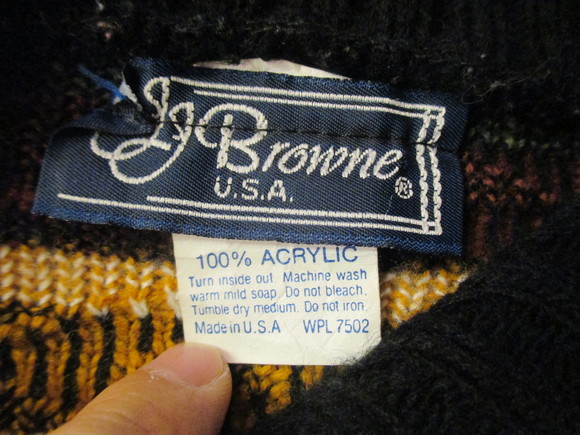 JJ Browne®
U.S.A.
100% ACRYLIC
Turn inside out. Machine wash
warm mild soap. Do not bleach.
Tumble dry medium. Do not iron.
Made in U.S.A WPL 7502